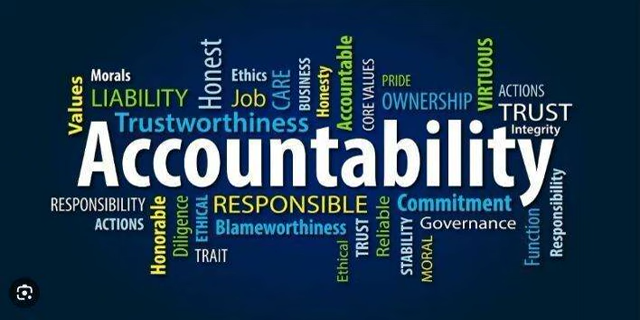 Values
Morals
LIABILITY
Honest
Ethics
Job
CARE
BUSINESS
Honesty
Accountable
CORE VALUES
PRIDE
OWNERSHIP
VIRTUOUS
ACTIONS
TRUST
Integrity
Trustworthiness
Accountability
RESPONSIBILITY
ACTIONS
Honorable
Diligence
ETHICAL
RESPONSIBLE
Blameworthiness
TRAIT
Ethical
TRUST
Reliable
Commitment
STABILITY
MORAL
Governance
Function
Responsibility